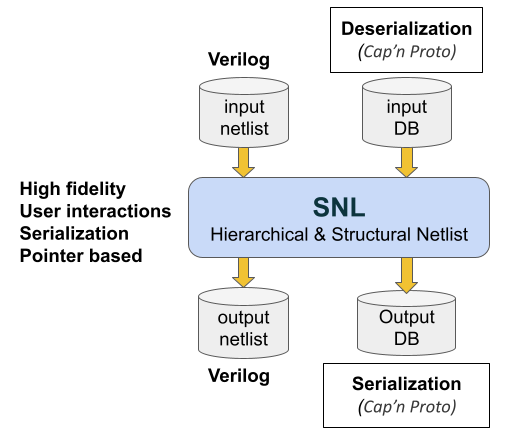 Deserialization
(Cap'n Proto)
Verilog
input
netlist
input
DB
High fidelity
User interactions
Serialization
Pointer based
SNL
Hierarchical & Structural Netlist
output
netlist
Output
DB
Verilog
Serialization
(Cap'n Proto)